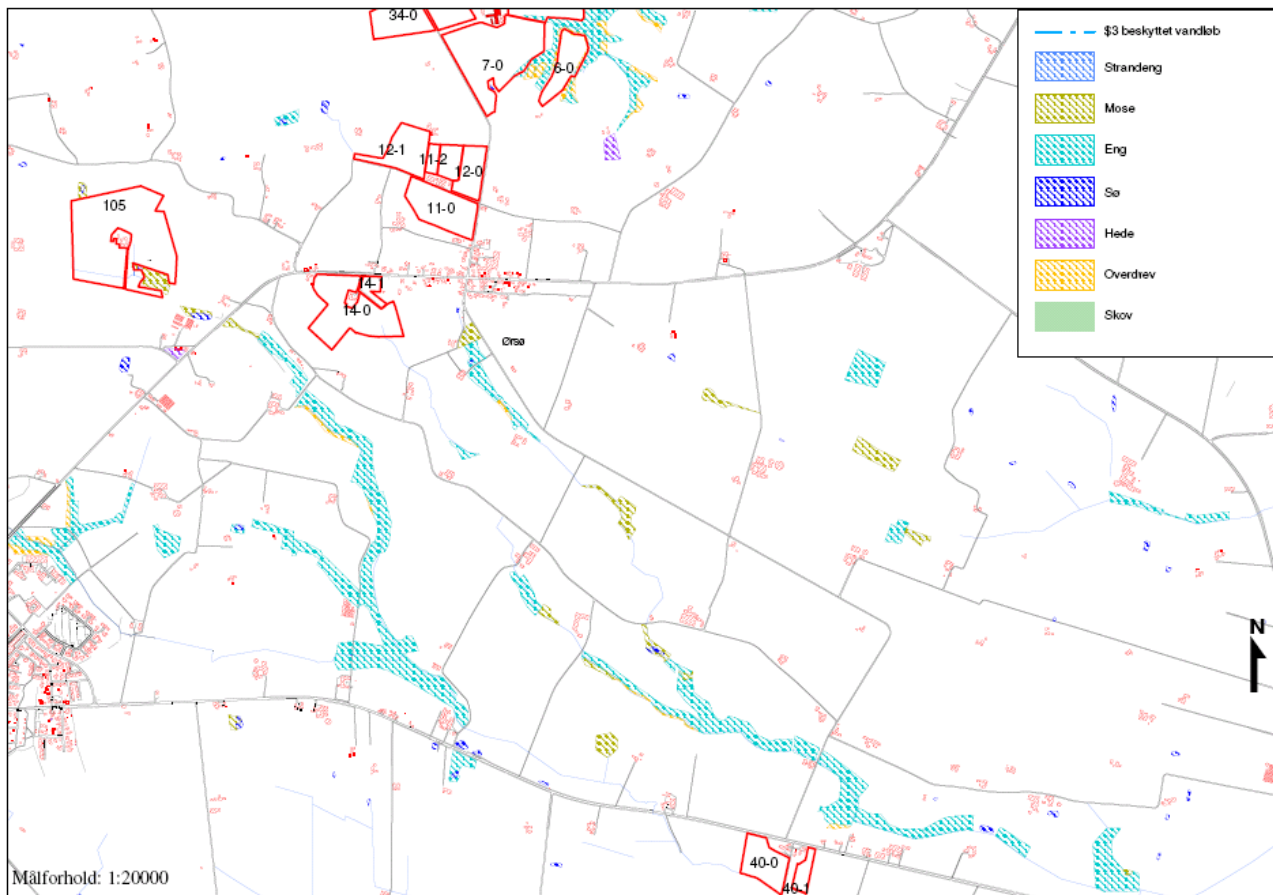 34-0
7-0
6-0
12-1
11-2
12-0
11-0
105
14-1
14-0
Ørsø
40-0
40-1
$3 beskyttet vandløb
Strandeng
Mose
Eng
Sø
Hede
Overdrev
Skov
N
Målforhold: 1:20000